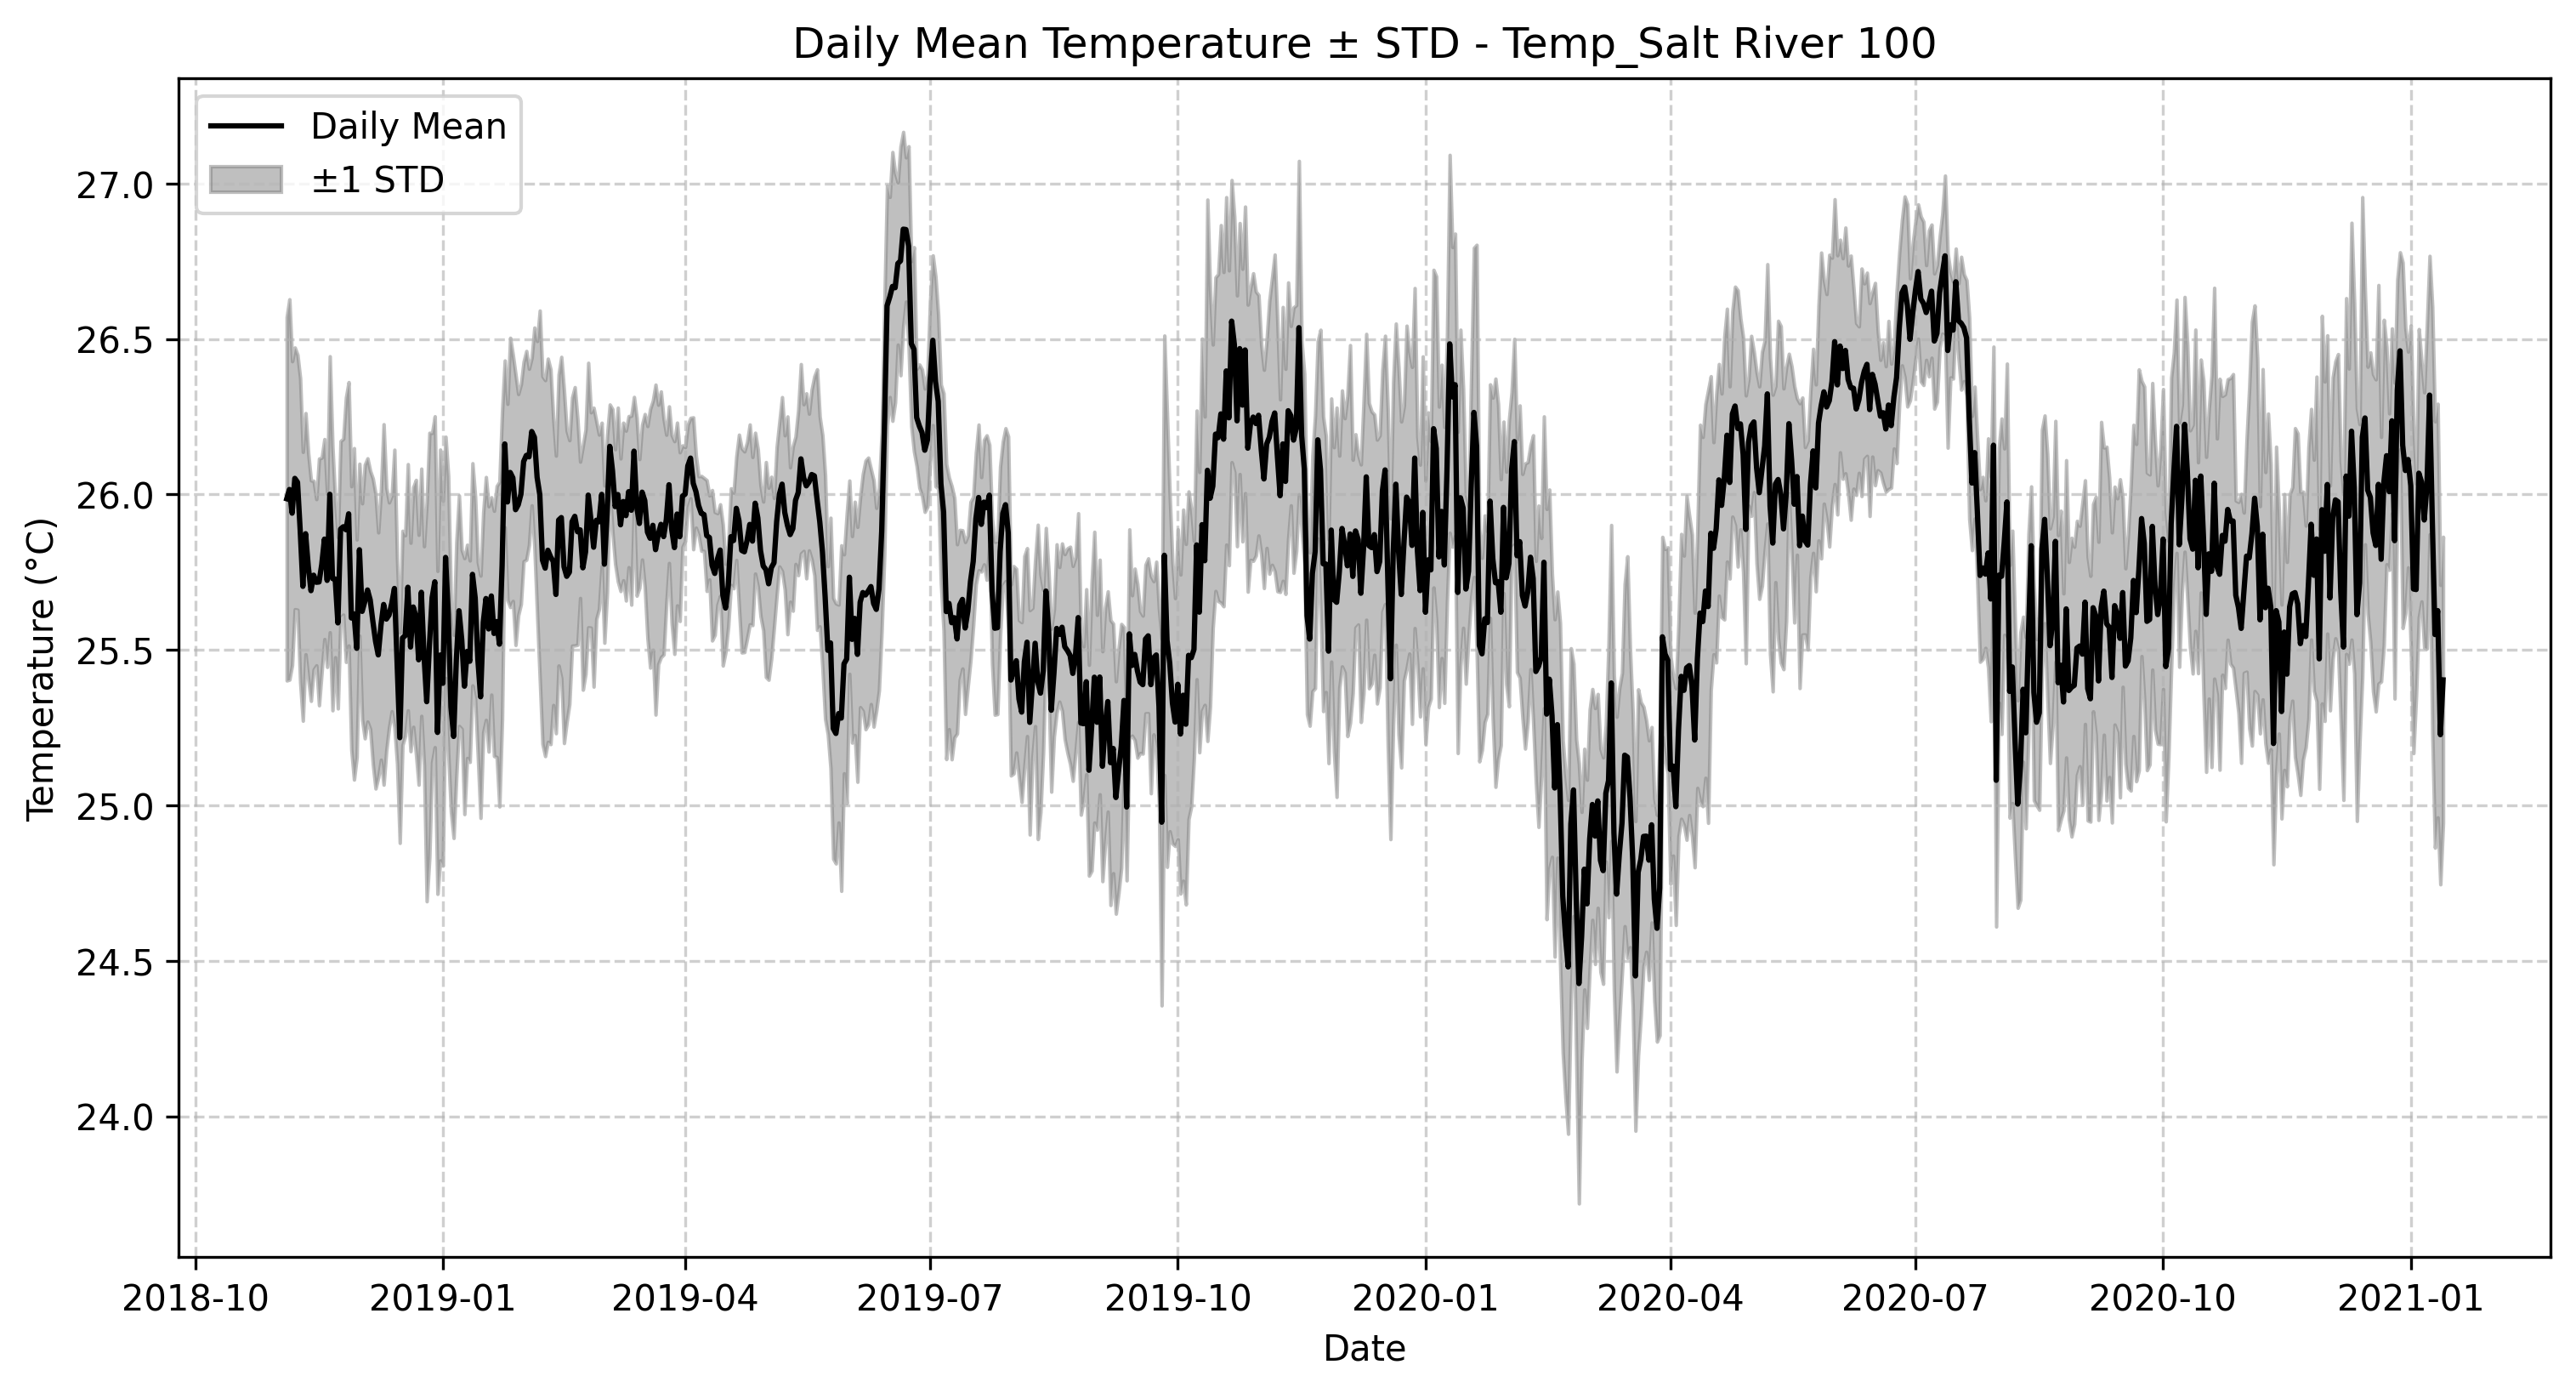 Daily Mean Temperature ± STD - Temp_Salt River 100
Daily Mean
±1 STD
Temperature (°C)
27.0
26.5
26.0
25.5
25.0
24.5
24.0
2018-10 2019-01 2019-04 2019-07 2019-10 2020-01 2020-04 2020-07 2020-10 2021-01
Date